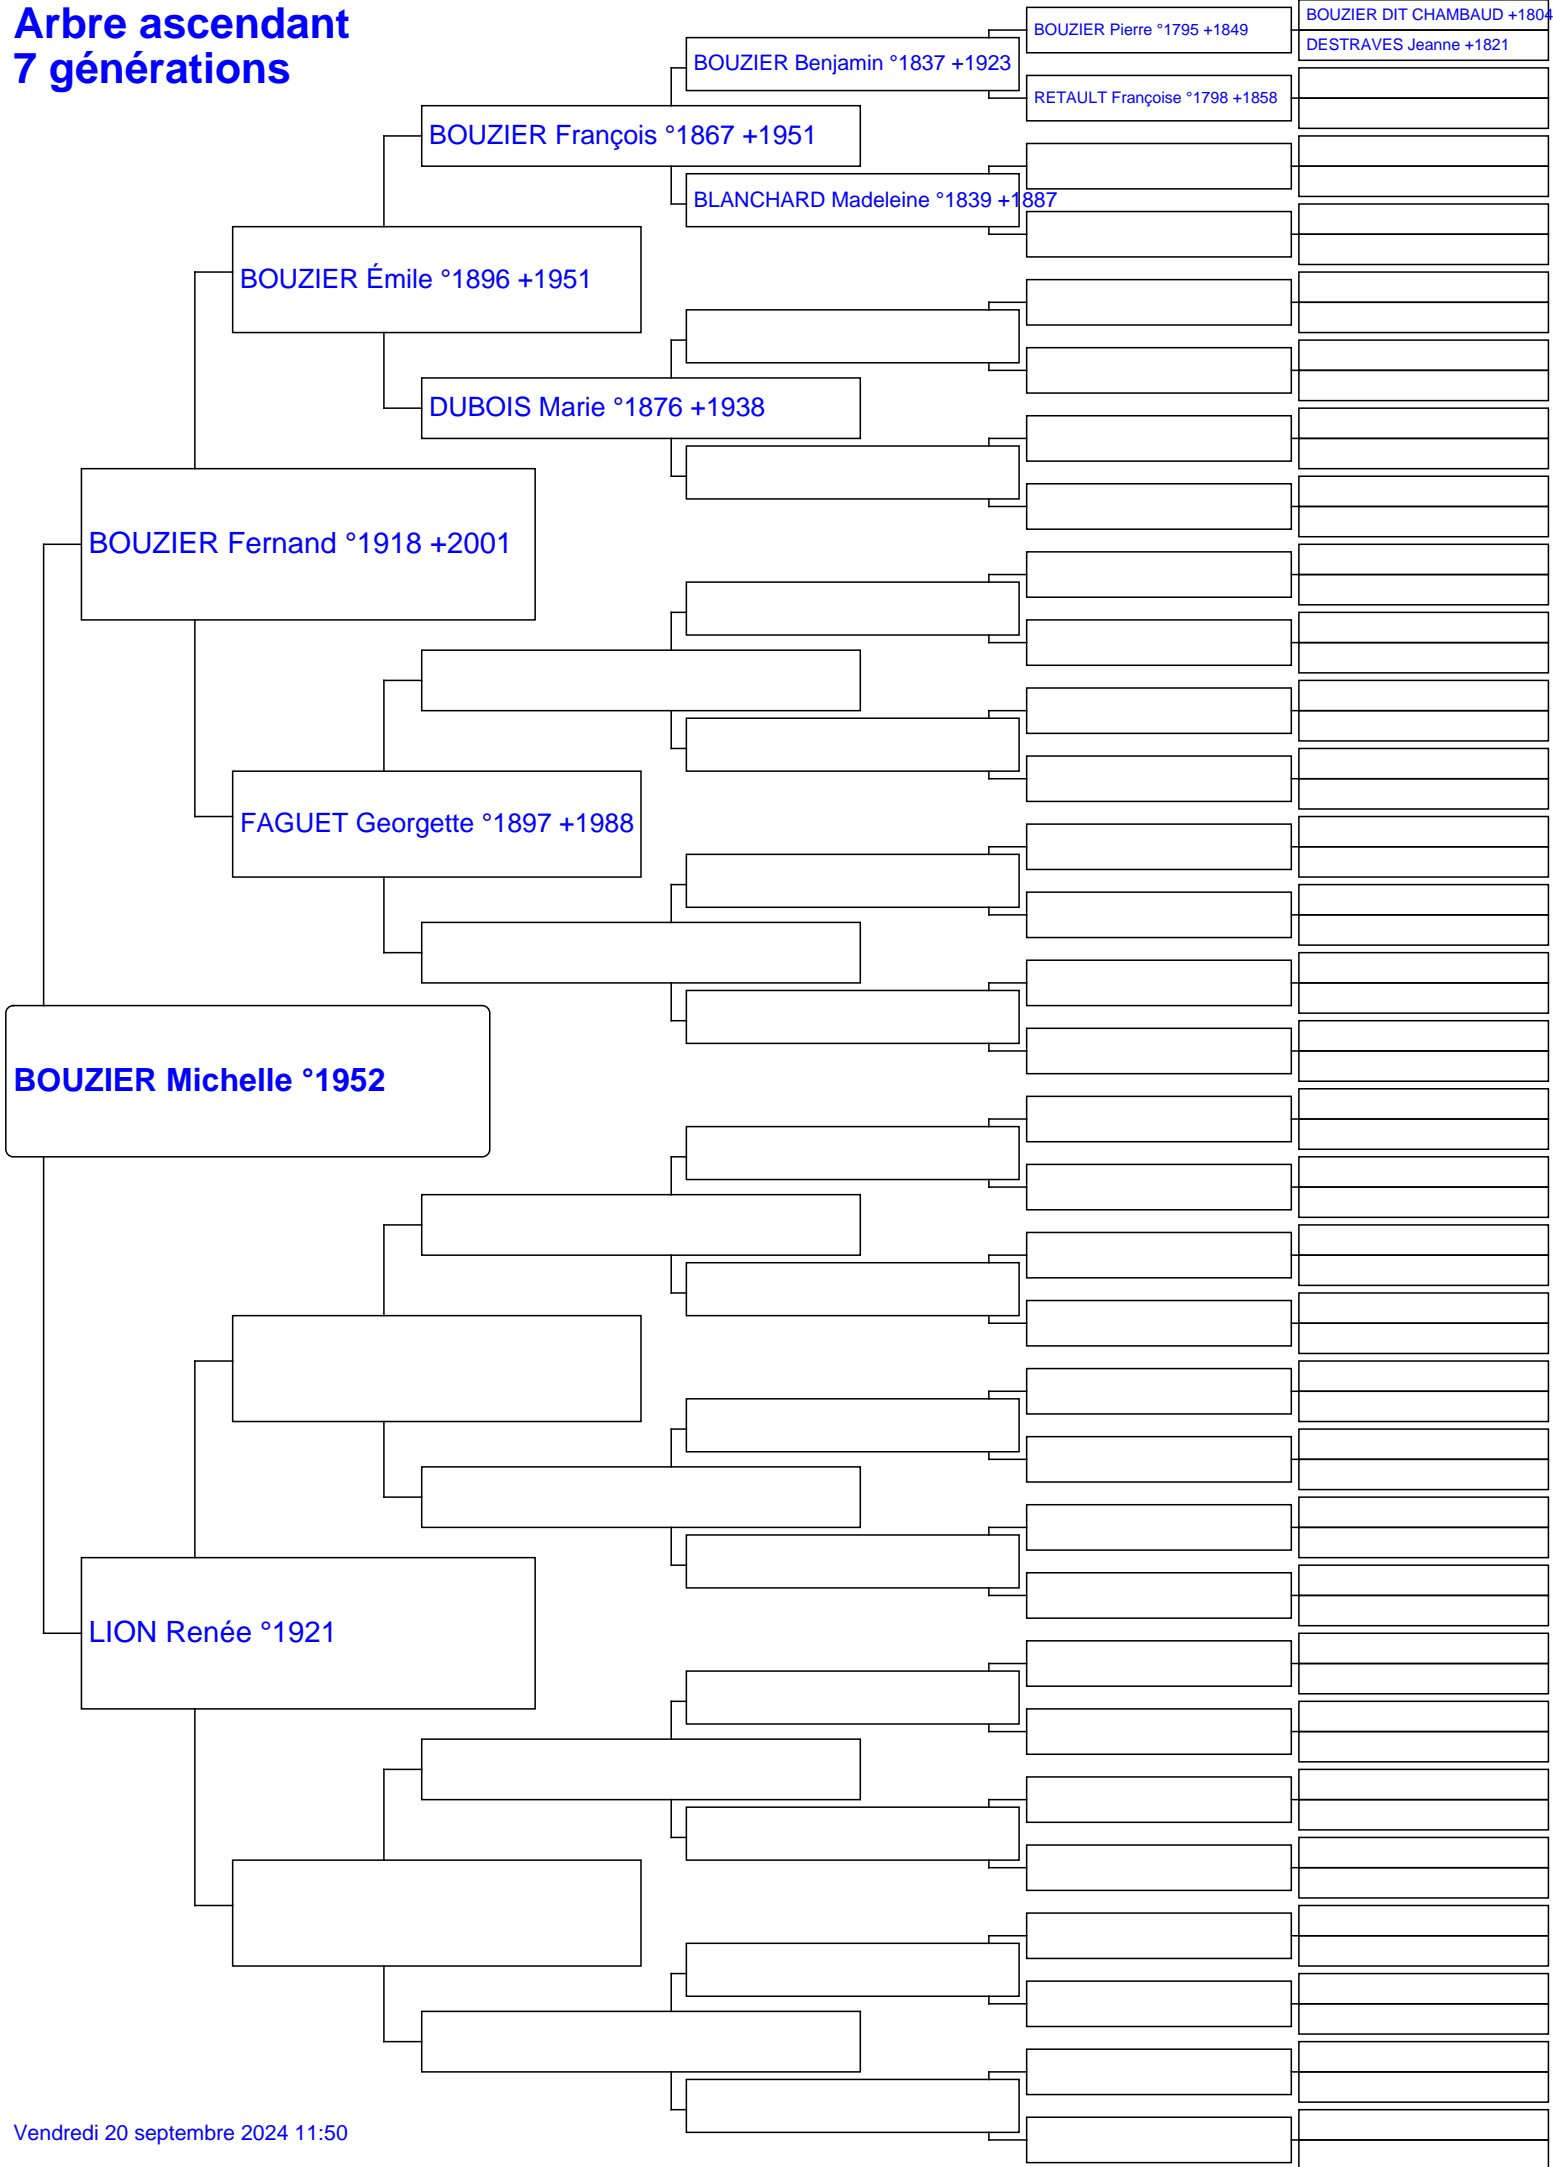 Arbre ascendant
7 générations
BOUZIER DIT CHAMBAUD +1804
BOUZIER Pierre °1795 +1849
DESTRAVES Jeanne +1821
BOUZIER Benjamin °1837 +1923
RETAULT Françoise °1798 +1858
BOUZIER François °1867 +1951
BLANCHARD Madeleine °1839 +1887
BOUZIER Émile °1896 +1951
DUBOIS Marie °1876 +1938
BOUZIER Fernand °1918 +2001
FAGUET Georgette °1897 +1988
BOUZIER Michelle °1952
LION Renée °1921
Vendredi 20 septembre 2024 11:50